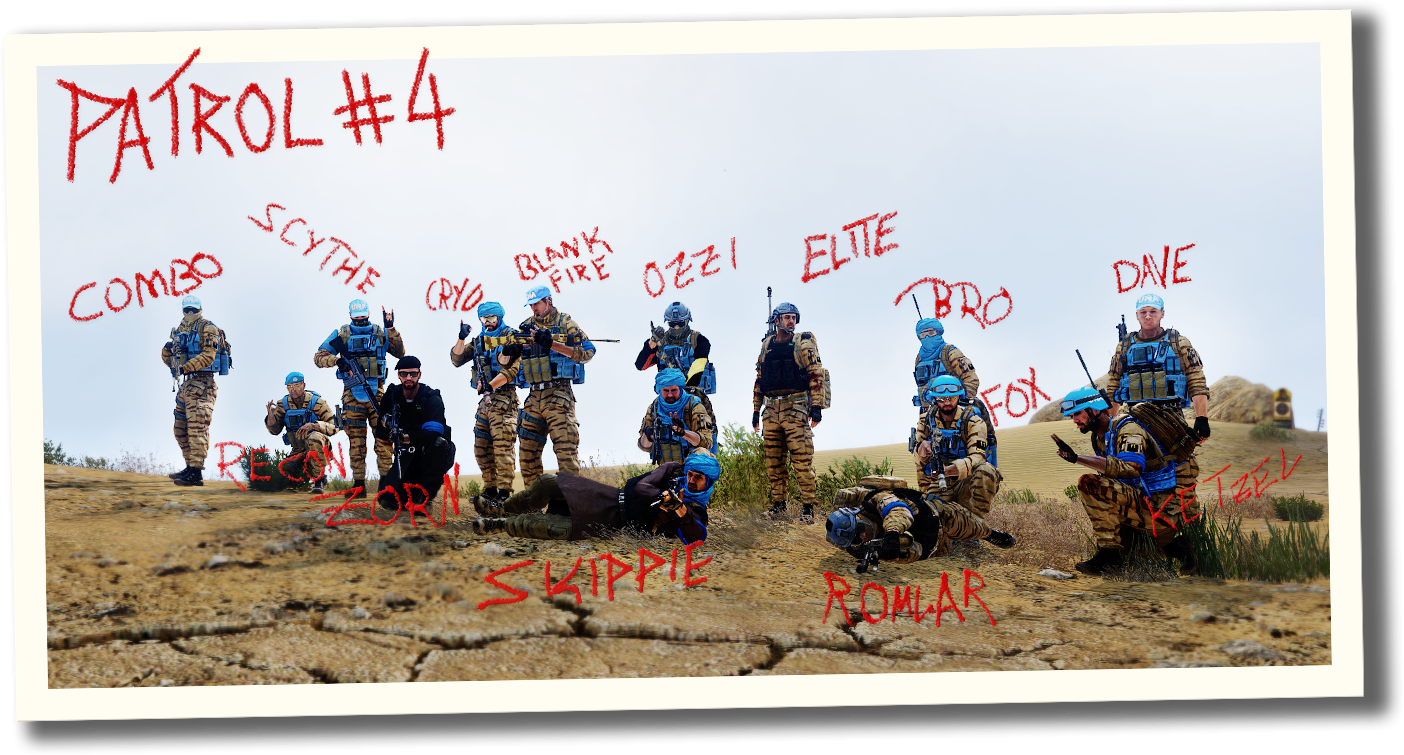 PATROL #4
COMBO
SCYTHE
CRYO
BLANK
FIRE
OZZI
ELITE
BRO
DAVE
FOX
RECON
ZORN
SKIPPIE
ROMLAR
KETZEL